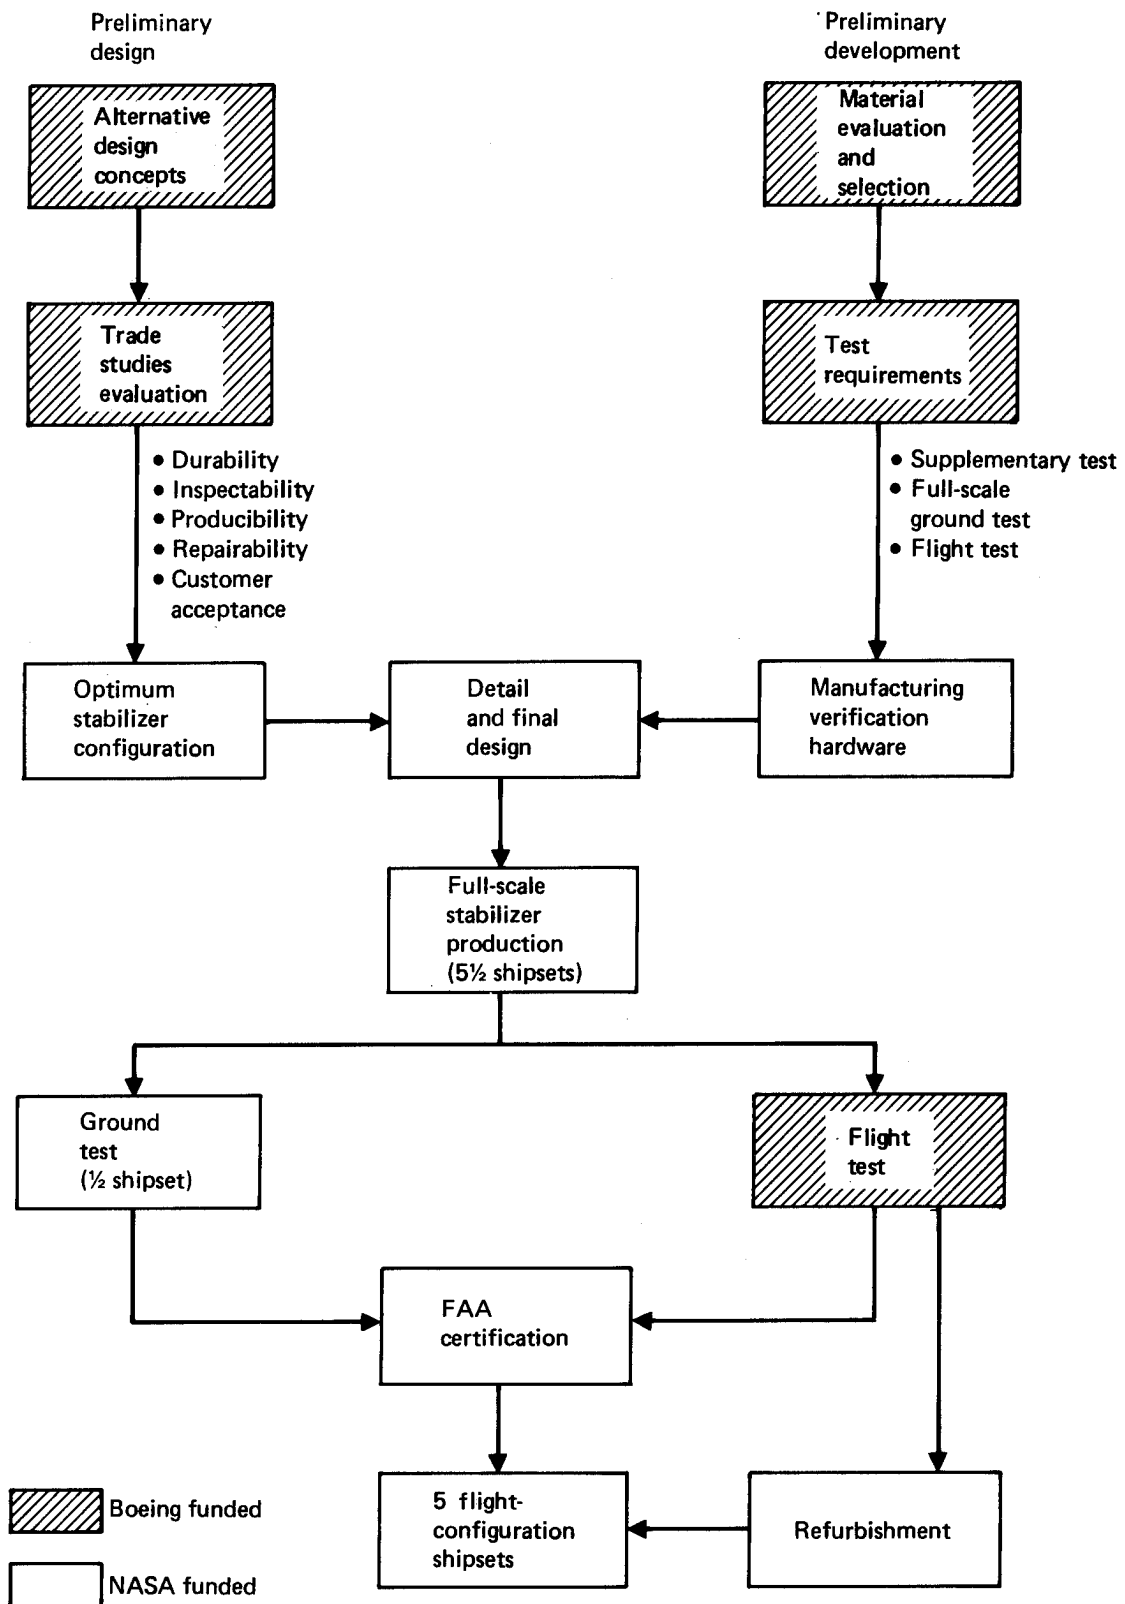 Preliminary
design
Preliminary
development
Alternative
design
concepts
Material
evaluation
and
selection
Trade
studies
evaluation
Test
requirements
• Durability
• Inspectability
• Producibility
• Repairability
• Customer
acceptance
• Supplementary test
• Full-scale
ground test
• Flight test
Optimum
stabilizer
configuration
Detail
and final
design
Manufacturing
verification
hardware
Full-scale
stabilizer
production
(5½ shipsets)
Ground
test
(½ shipset)
Flight
test
FAA
certification
5 flight-
configuration
shipsets
Refurbishment
Boeing funded
NASA funded